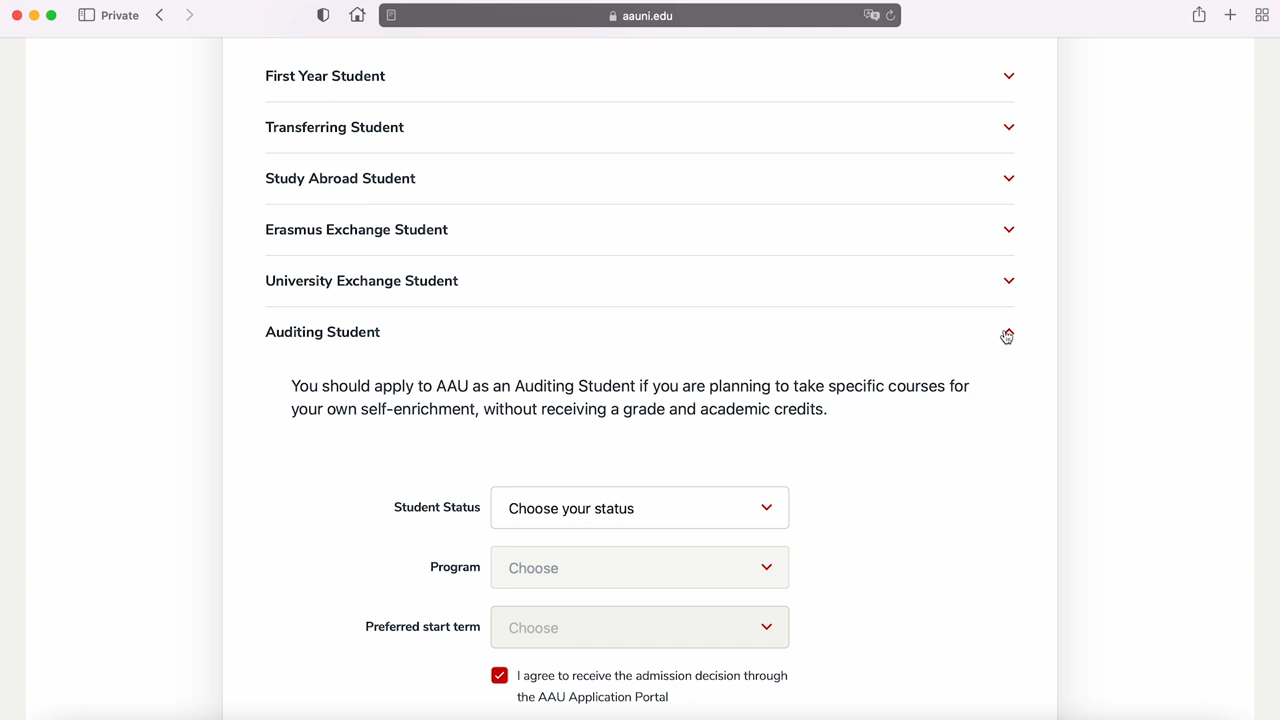 Private
aauni.edu
First Year Student
Transferring Student
Study Abroad Student
Erasmus Exchange Student
University Exchange Student
Auditing Student
You should apply to AAU as an Auditing Student if you are planning to take specific courses for
your own self-enrichment, without receiving a grade and academic credits.
Student Status Choose your status
Program Choose
Preferred start term Choose
I agree to receive the admission decision through
the AAU Application Portal